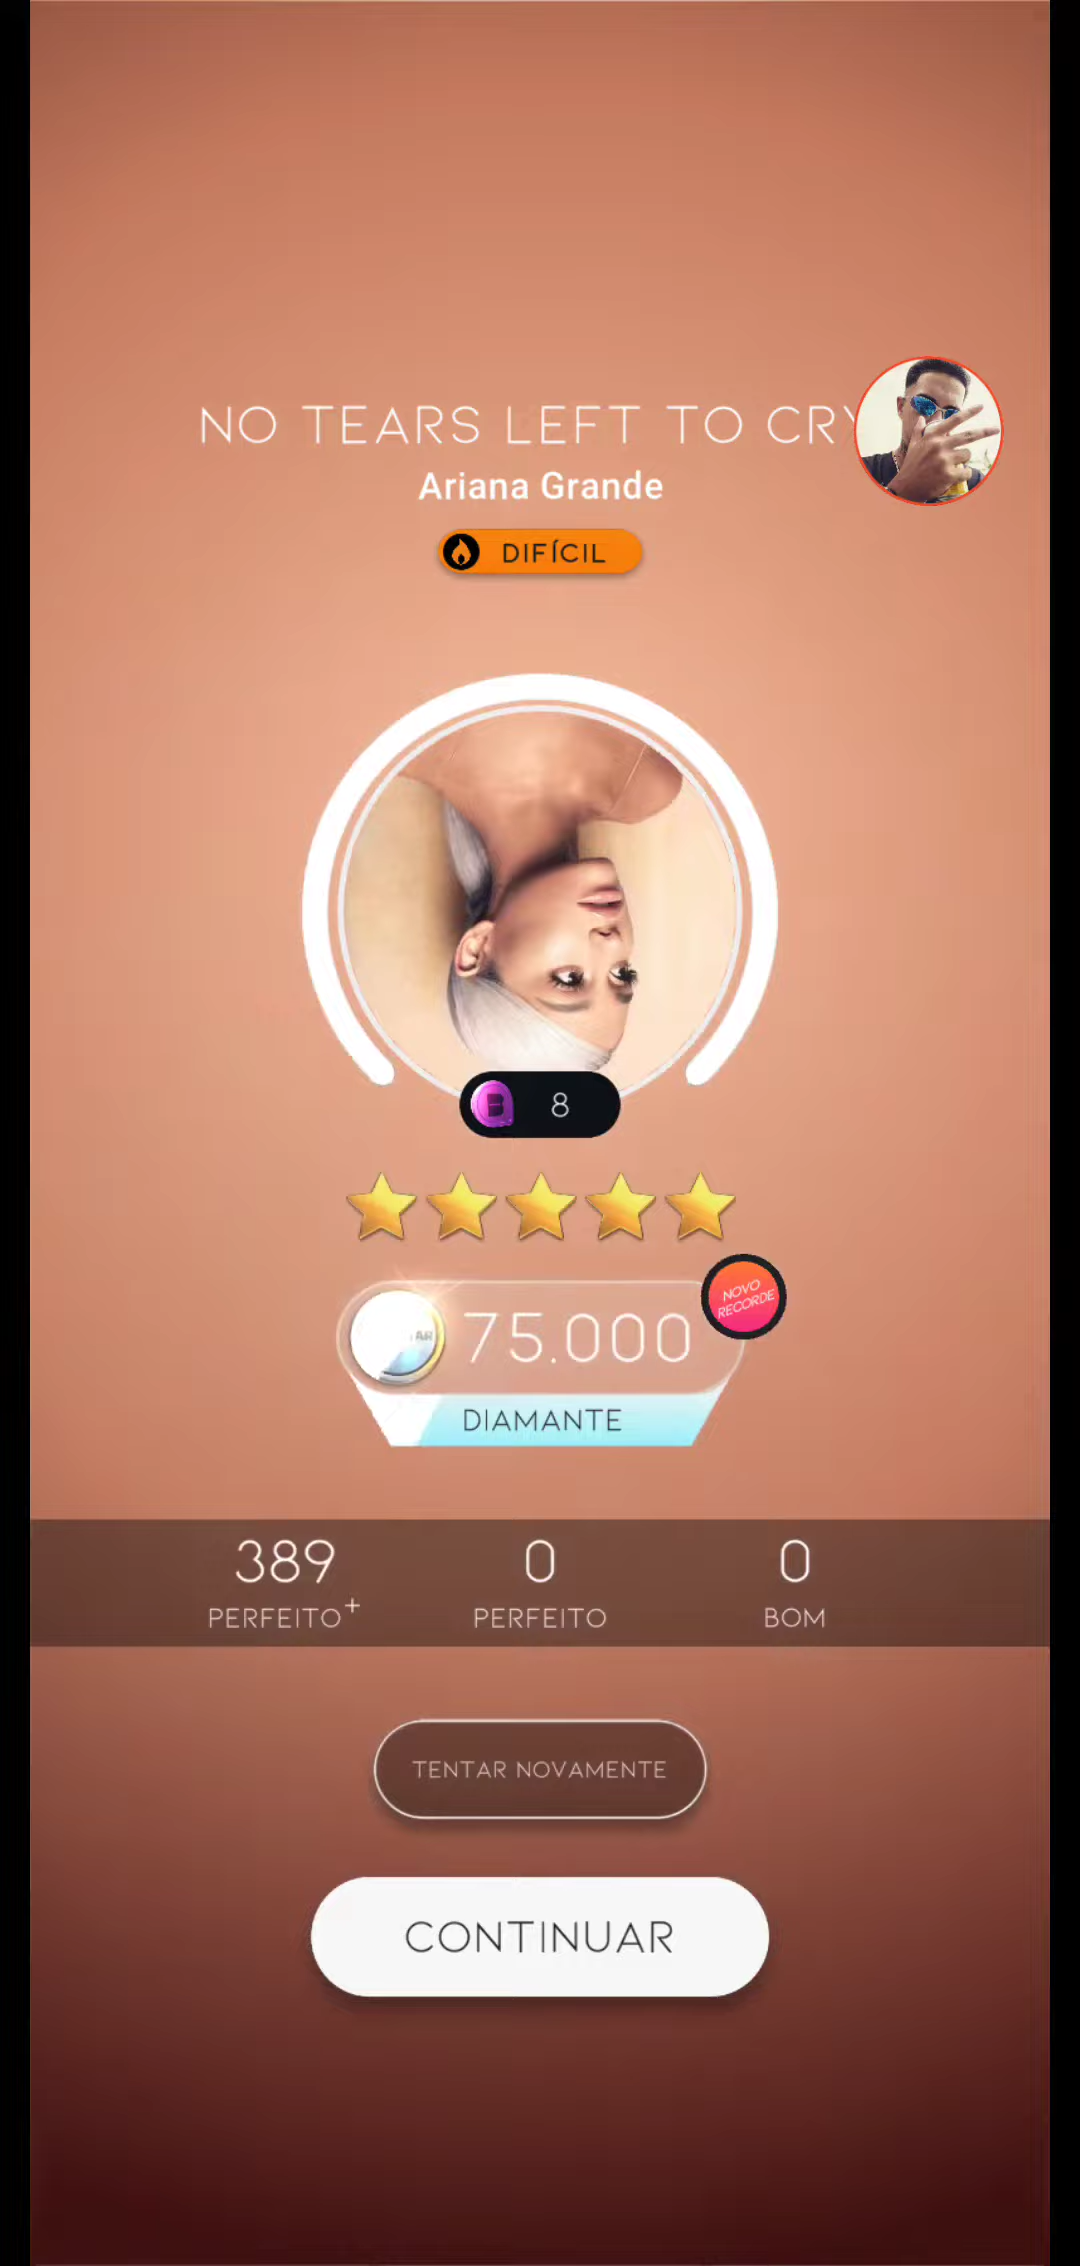 NO TEARS LEFT TO CRY
Ariana Grande
DIFÍCIL
8
NOVO
RECORDE
75.000
DIAMANTE
389
PERFEITO+
0
PERFEITO
0
BOM
TENTAR NOVAMENTE
CONTINUAR